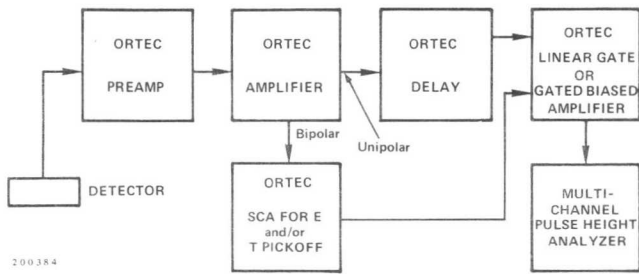 ORTEC
PREAMP
ORTEC
AMPLIFIER
ORTEC
DELAY
ORTEC
LINEAR GATE
OR
GATED BIASED
AMPLIFIER
Bipolar
Unipolar
DETECTOR
ORTEC
SCA FOR E
and/or
T PICKOFF
MULTI-
CHANNEL
PULSE HEIGHT
ANALYZER
200384